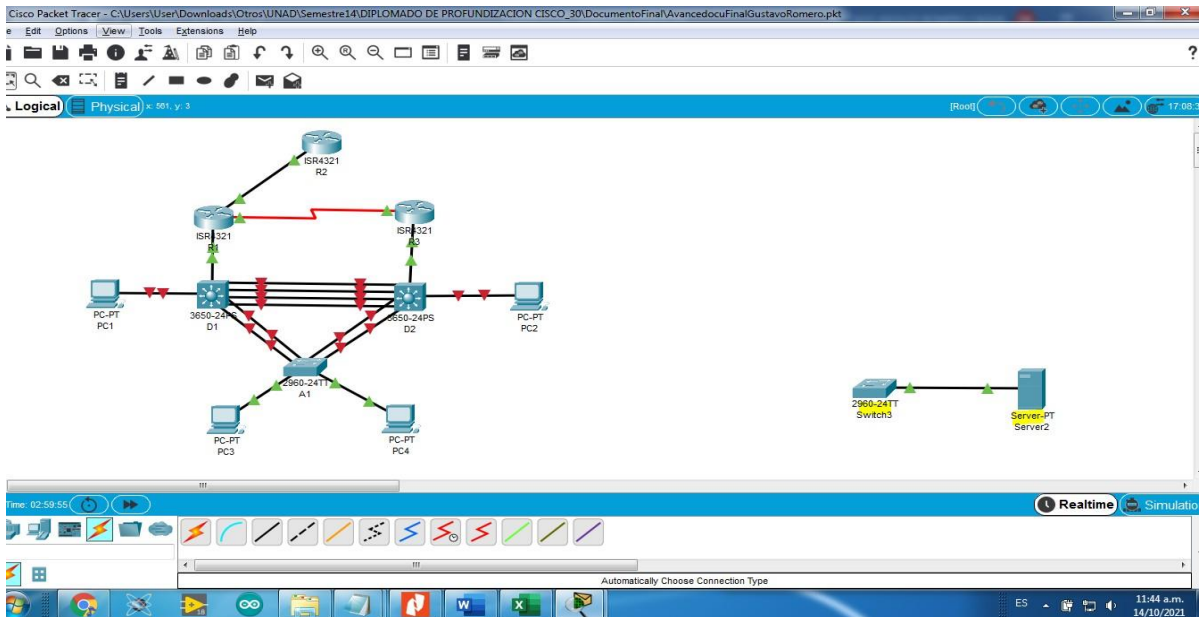 Cisco Packet Tracer - C:\Users\User\Downloads\Otros\UNAD\Semestre14\DIPLOMADO DE PROFUNDIZACION CISCO_30\DocumentoFinal\AvancedocuFinalGustavoRomero.pkt
e Edit Options View Tools Extensions Help
?
Logical Physical x: 561, y: 3 [Root] 17:08:3
ISR4321
R2
ISR4321
R1
ISR4321
R3
PC-PT
PC1
3650-24PS
D1
3650-24PS
D2
PC-PT
PC2
2960-24TT
A1
PC-PT
PC3
PC-PT
PC4
2960-24TT
Switch3
Server-PT
Server2
Time: 02:59:55 Realtime Simulatio
Automatically Choose Connection Type
ES 11:44 a.m.
14/10/2021